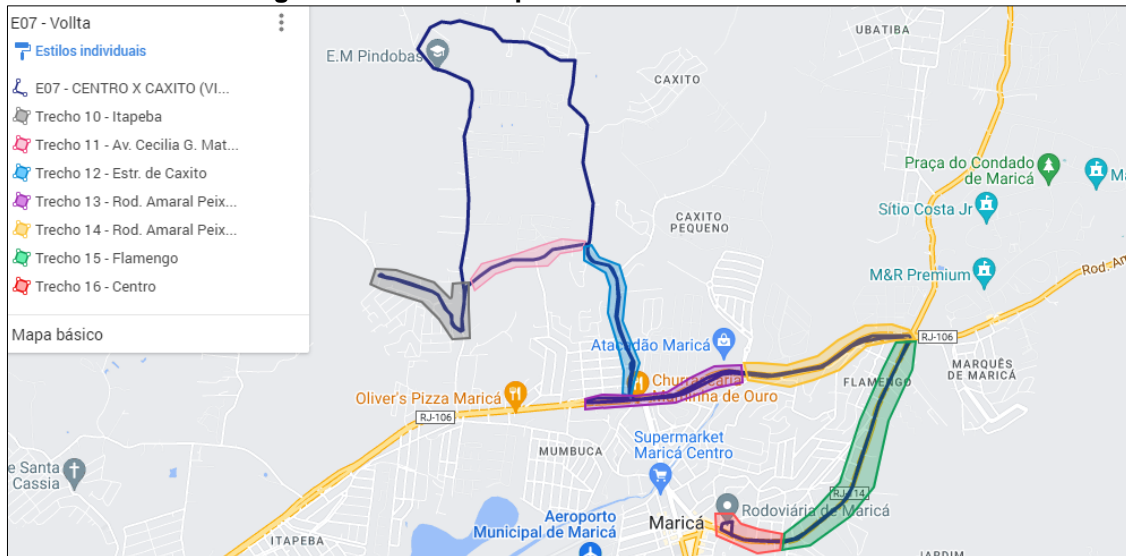 E07 - Vollta
Estilos individuais
E07 - CENTRO X CAXITO (VI...
Trecho 10 - Itapeba
Trecho 11 - Av. Cecilia G. Mat...
Trecho 12 - Estr. de Caxito
Trecho 13 - Rod. Amaral Peix...
Trecho 14 - Rod. Amaral Peix...
Trecho 15 - Flamengo
Trecho 16 - Centro
Mapa básico
UBATIBA
E.M Pindobas
CAXITO
Praça do Condado
de Maricá
Sítio Costa Jr
CAXITO
PEQUENO
M&R Premium
Rod. Am
RJ-106
Atacadão Maricá
MARQUÊS
DE MARICÁ
FLAMENGO
Oliver's Pizza Maricá
de Ouro
RJ-106
MUMBUCA
Supermarket
Maricá Centro
e Santa
Cassia
RJ-114
Rodoviária de Maricá
Maricá
Aeroporto
Municipal de Maricá
ITAPEBA
JARDIM